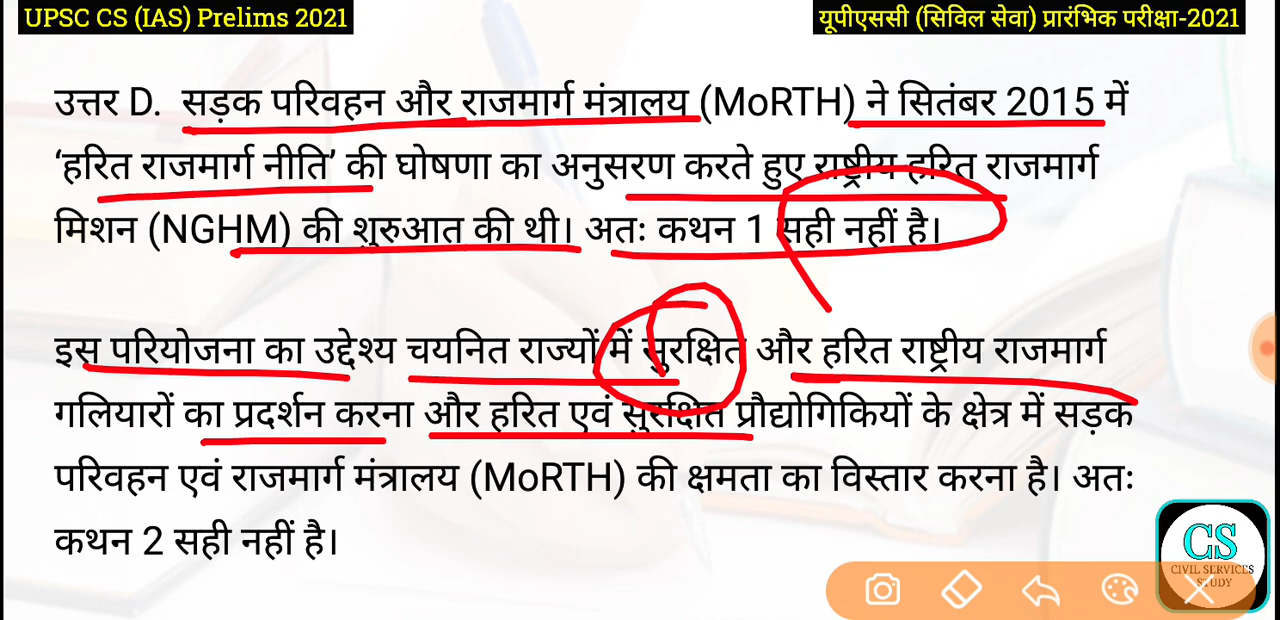 UPSC CS (IAS) Prelims 2021
यूपीएससी (सिविल सेवा) प्रारंभिक परीक्षा-2021
उत्तर D. सड़क परिवहन और राजमार्ग मंत्रालय (MoRTH) ने सितंबर 2015 में
‘हरित राजमार्ग नीति’ की घोषणा का अनुसरण करते हुए राष्ट्रीय हरित राजमार्ग
मिशन (NGHM) की शुरुआत की थी। अतः कथन 1 सही नहीं है।
इस परियोजना का उद्देश्य चयनित राज्यों में सुरक्षित और हरित राष्ट्रीय राजमार्ग
गलियारों का प्रदर्शन करना और हरित एवं सुरक्षित प्रौद्योगिकियों के क्षेत्र में सड़क
परिवहन एवं राजमार्ग मंत्रालय (MoRTH) की क्षमता का विस्तार करना है। अतः
कथन 2 सही नहीं है।
CS
CIVIL SERVICES
STUDY